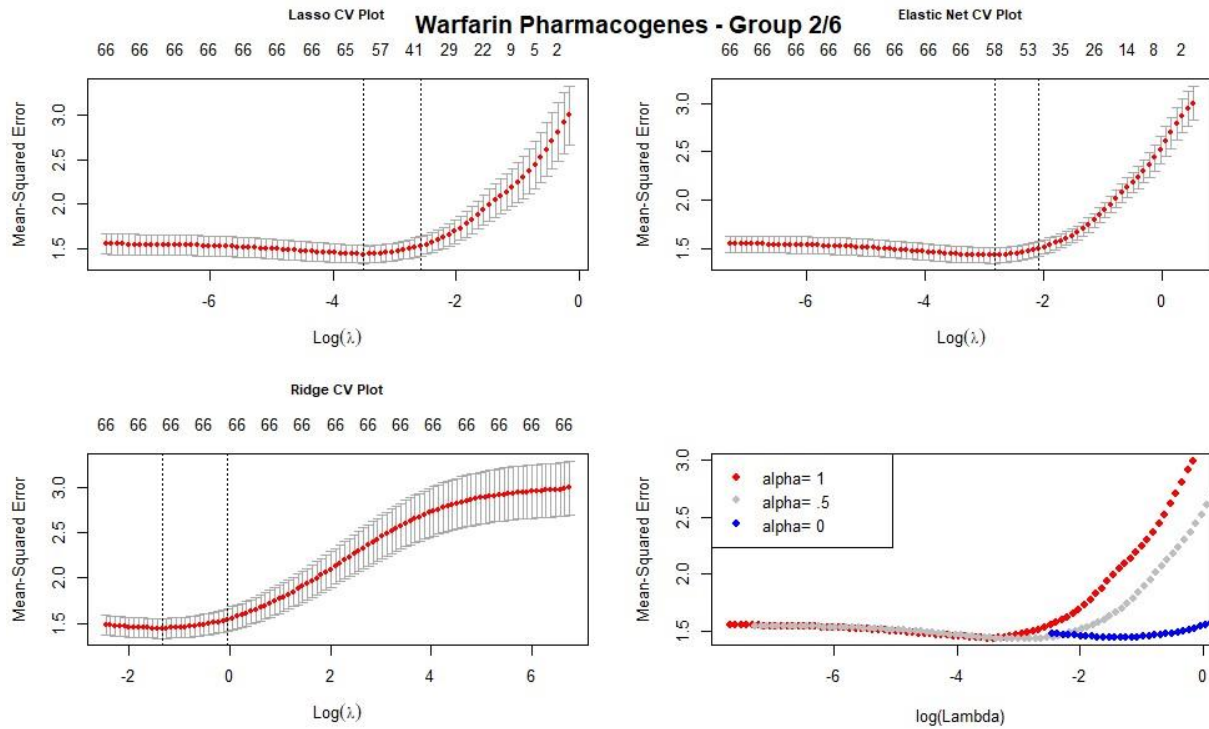 Warfarin Pharmacogenes - Group 2/6
Lasso CV Plot
66 66 66 66 66 66 66 65 57 41 29 22 9 5 2
Mean-Squared Error
3.0
2.5
2.0
1.5
-6 -4 -2 0
Log(λ)
Elastic Net CV Plot
66 66 66 66 66 66 66 66 58 53 35 26 14 8 2
Mean-Squared Error
3.0
2.5
2.0
1.5
-6 -4 -2 0
Log(λ)
Ridge CV Plot
66 66 66 66 66 66 66 66 66 66 66 66 66 66 66
Mean-Squared Error
3.0
2.5
2.0
1.5
-2 0 2 4 6
Log(λ)
Mean-Squared Error
3.0
2.5
2.0
1.5
alpha= 1
alpha= .5
alpha= 0
-6 -4 -2 0
log(Lambda)